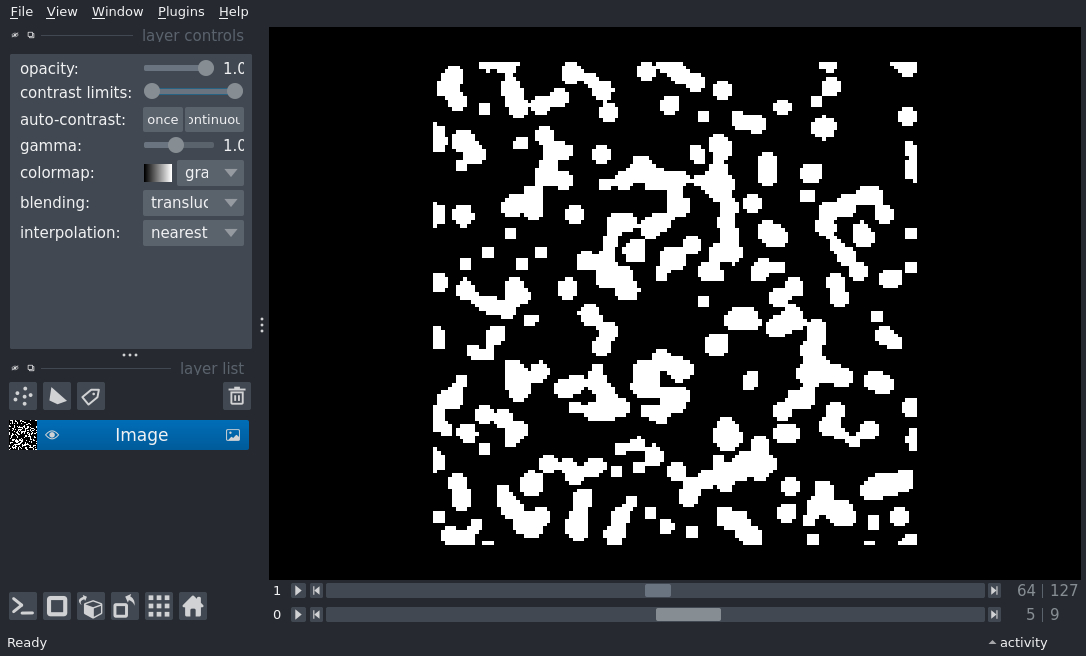 File View Window Plugins Help
layer controls
opacity: 1.0
contrast limits:
auto-contrast: once ontinuou
gamma: 1.0
colormap: gra
blending: transluc
interpolation: nearest
layer list
Image
1 64 | 127
0 5 | 9
Ready activity